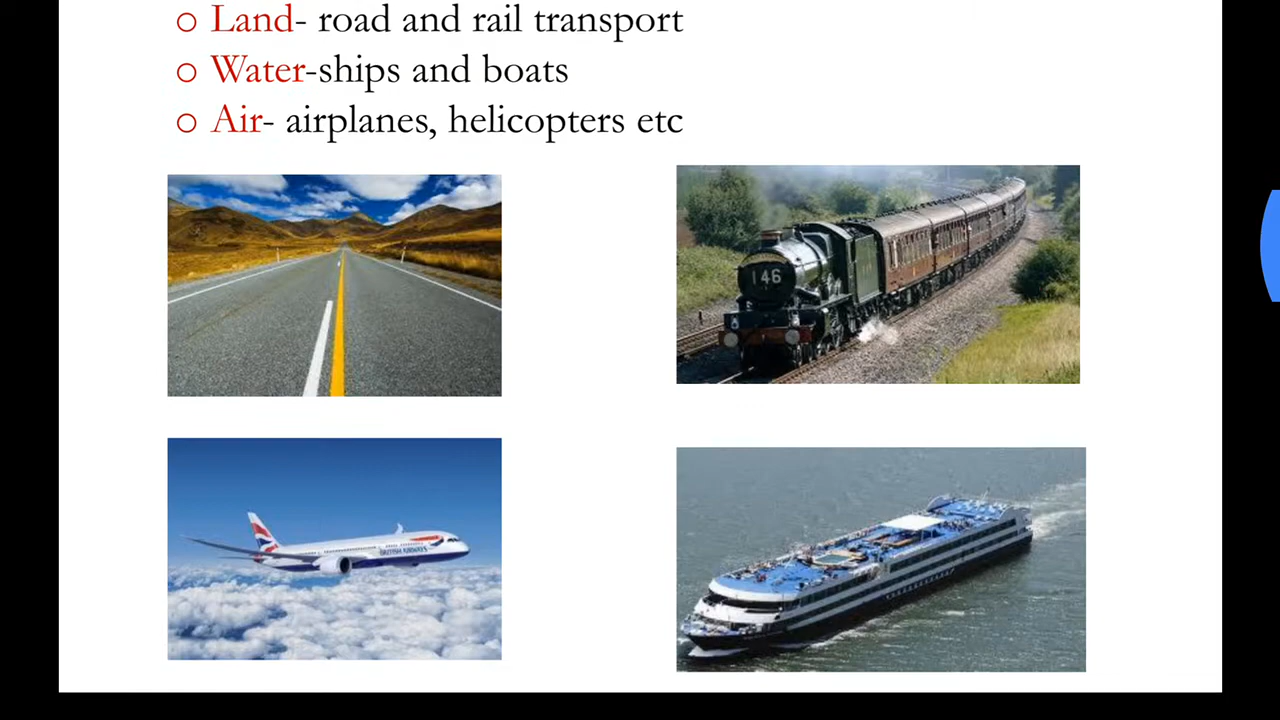 ○ Land- road and rail transport
○ Water-ships and boats
○ Air- airplanes, helicopters etc
146
BRITISH AIRWAYS